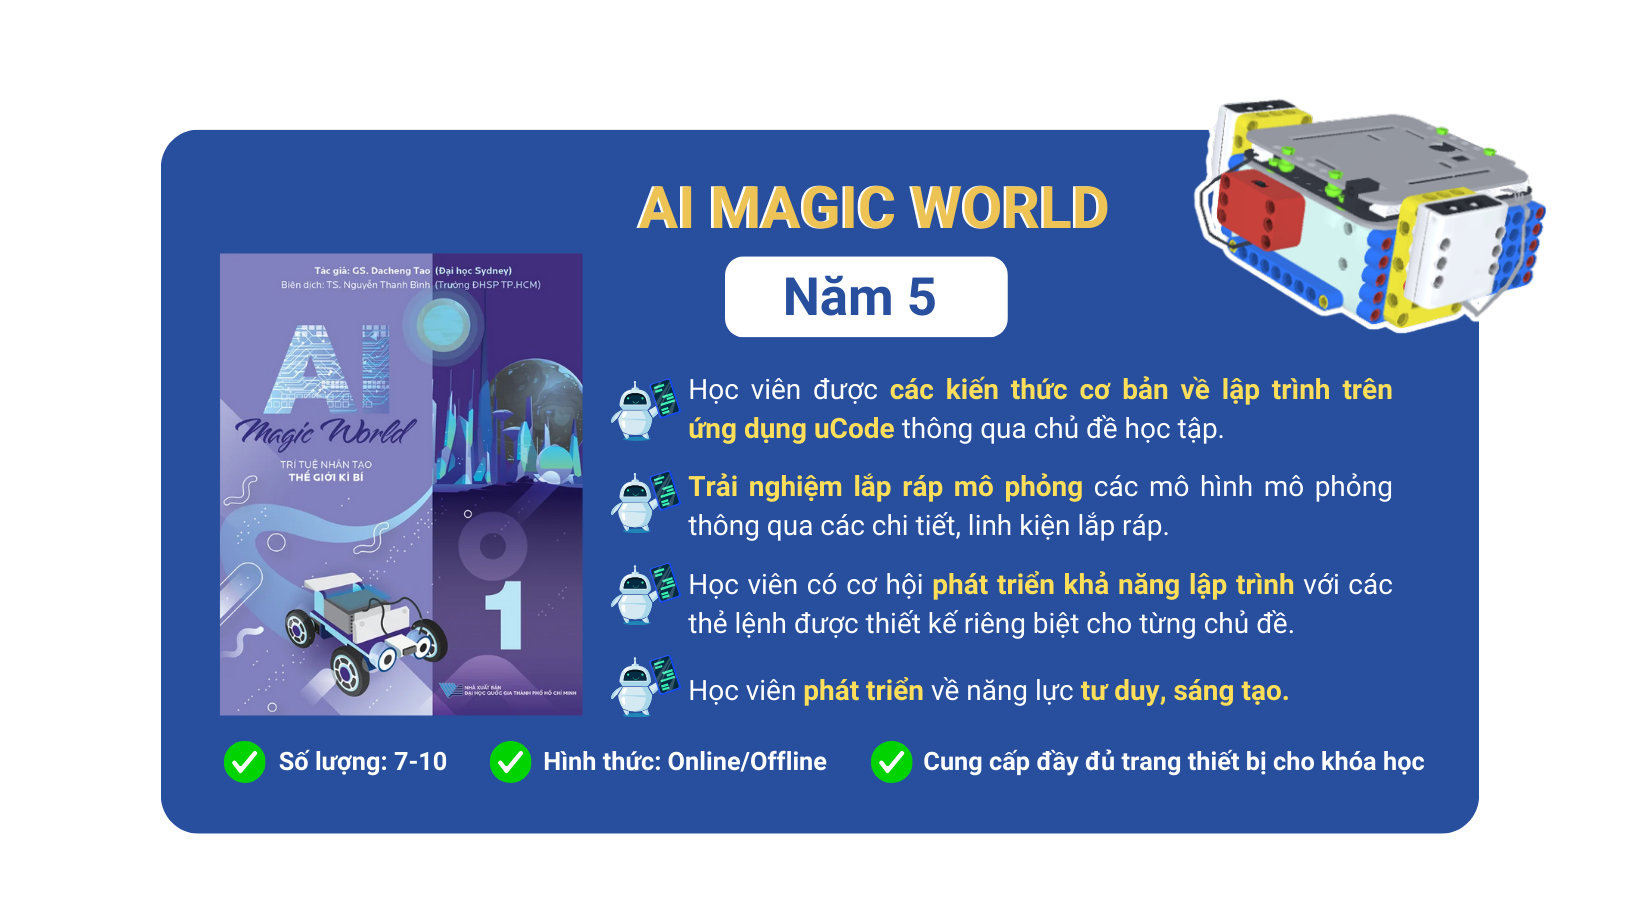 AI MAGIC WORLD
Năm 5
Tác giả: GS. Dacheng Tao (Đại học Sydney)
Biên dịch: TS. Nguyễn Thanh Bình (Trường ĐHSP TP.HCM)
AI
Magic World
TRÍ TUỆ NHÂN TẠO
THẾ GIỚI KÌ BÍ
1
NHÀ XUẤT BẢN
ĐẠI HỌC QUỐC GIA THÀNH PHỐ HỒ CHÍ MINH
Học viên được các kiến thức cơ bản về lập trình trên
ứng dụng uCode thông qua chủ đề học tập.
Trải nghiệm lắp ráp mô phỏng các mô hình mô phỏng
thông qua các chi tiết, linh kiện lắp ráp.
Học viên có cơ hội phát triển khả năng lập trình với các
thẻ lệnh được thiết kế riêng biệt cho từng chủ đề.
Học viên phát triển về năng lực tư duy, sáng tạo.
Số lượng: 7-10
Hình thức: Online/Offline
Cung cấp đầy đủ trang thiết bị cho khóa học